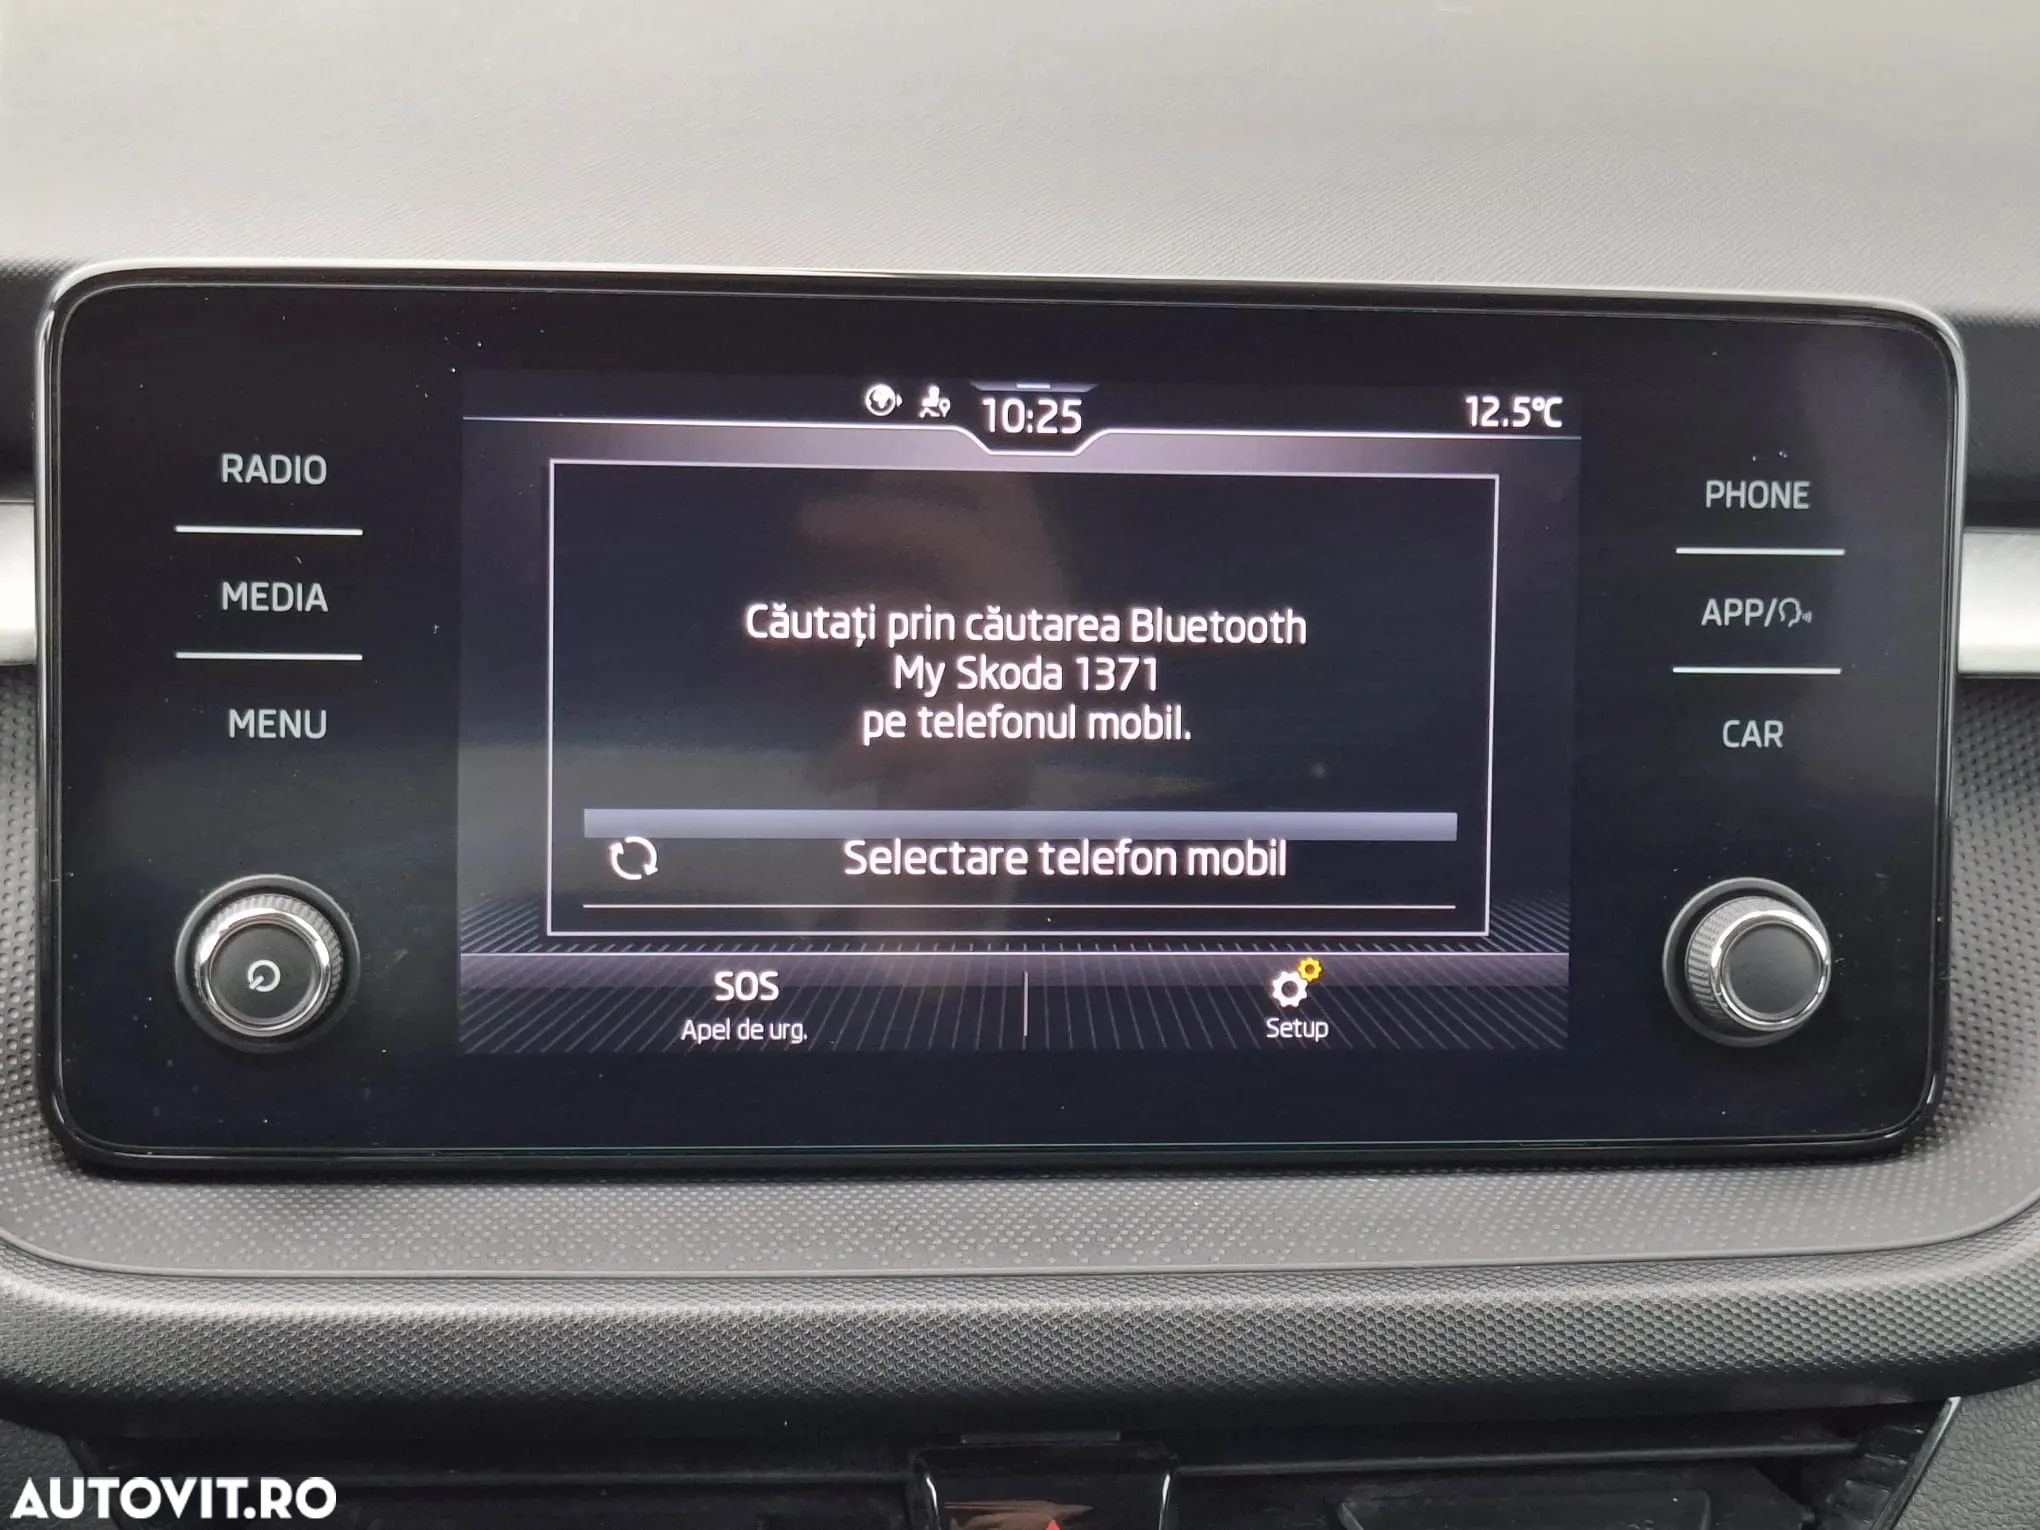 10:25
12.5°C
RADIO
MEDIA
MENU
PHONE
APP/
CAR
Căutați prin căutarea Bluetooth
My Skoda 1371
pe telefonul mobil.
Selectare telefon mobil
SOS
Apel de urg.
Setup
AUTOVIT.RO